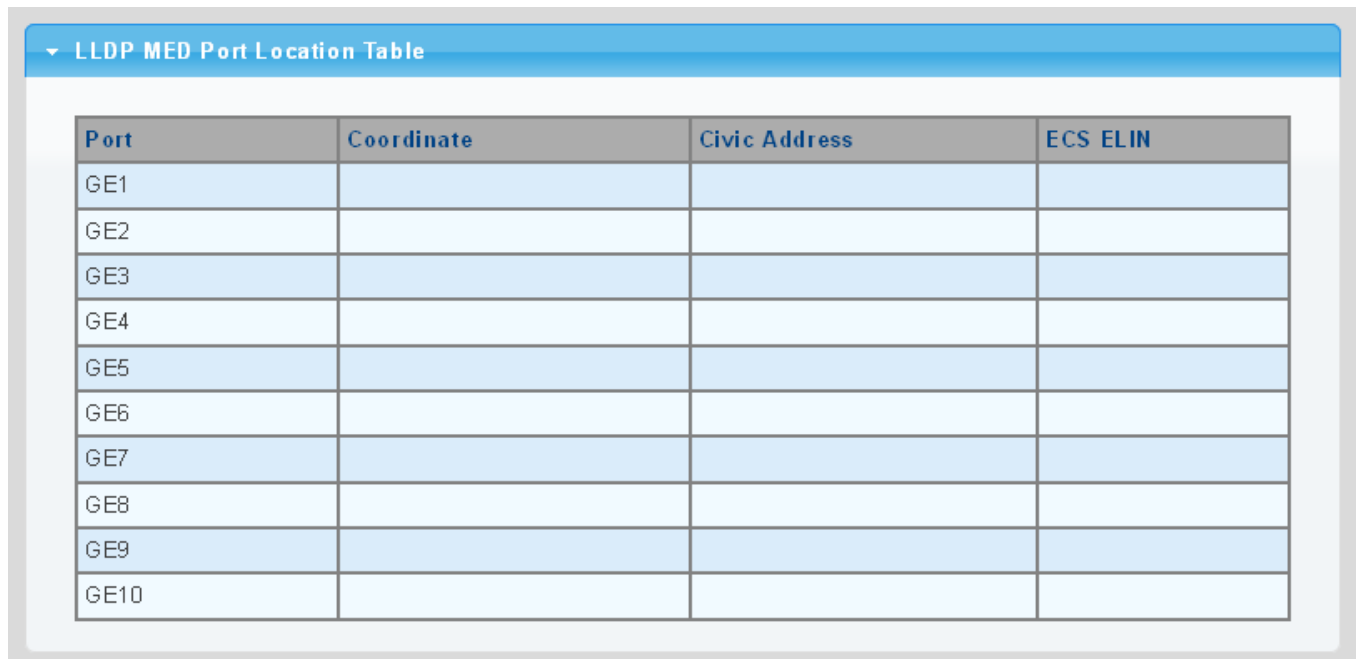 LLDP MED Port Location Table
Port Coordinate Civic Address ECS ELIN
GE1
GE2
GE3
GE4
GE5
GE6
GE7
GE8
GE9
GE10